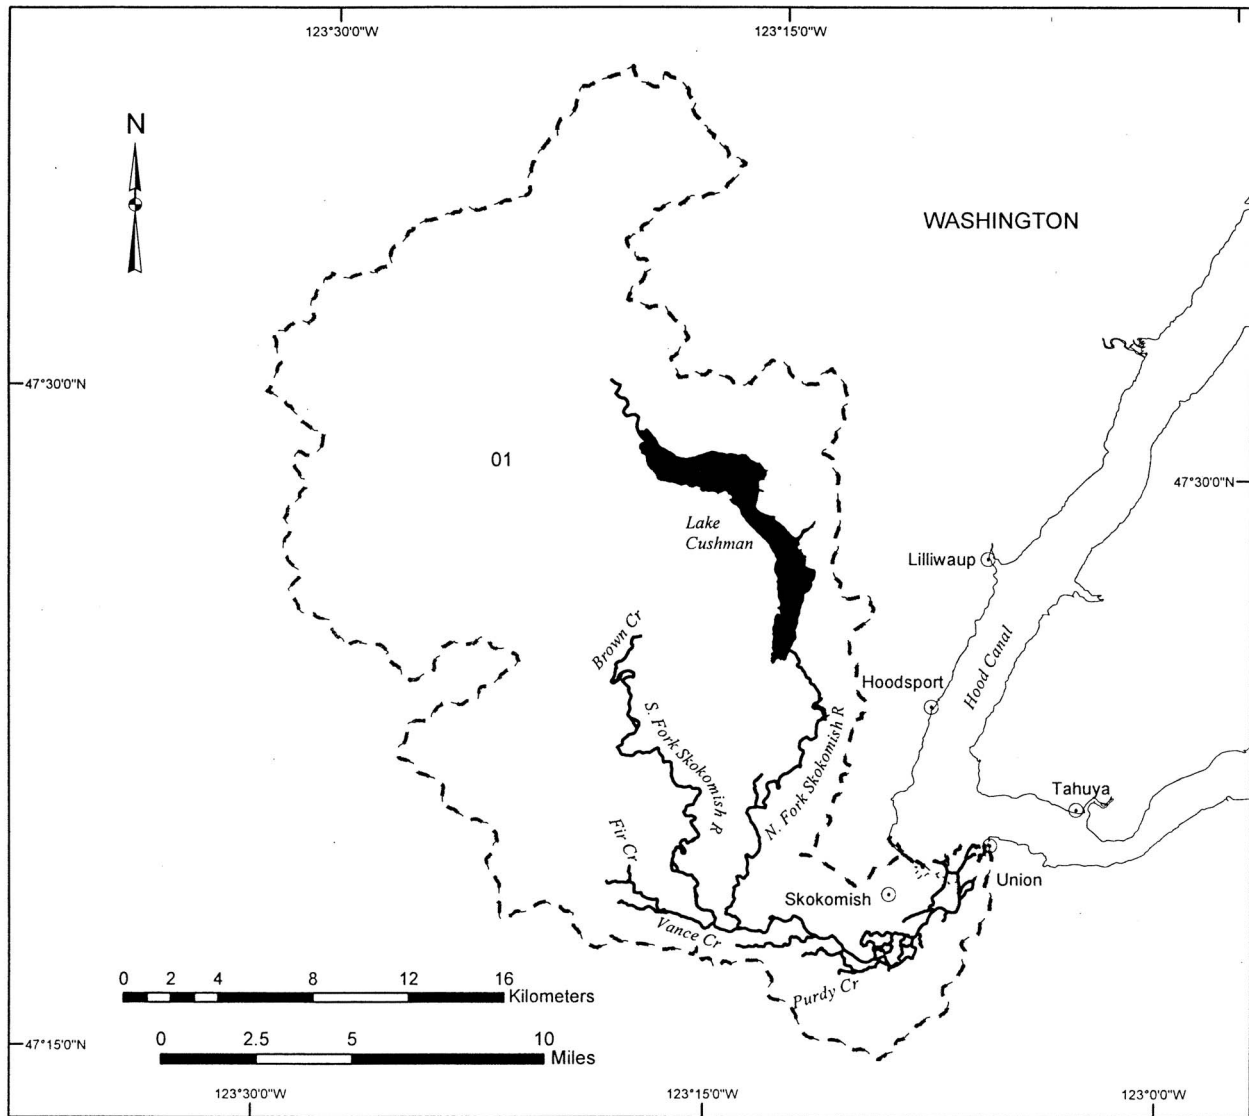 123°30'0"W
123°15'0"W
N
WASHINGTON
47°30'0"N
01
47°30'0"N
Lake
Cushman
Lilliwaup
Brown Cr
Hood Canal
Hoodsport
S. Fork Skokomish R
N. Fork Skokomish R
Tahuya
Fir Cr
Union
Skokomish
Vance Cr
Purdy Cr
0 2 4 8 12 16
Kilometers
0 2.5 5 10
Miles
47°15'0"N
123°30'0"W
123°15'0"W
123°0'0"W